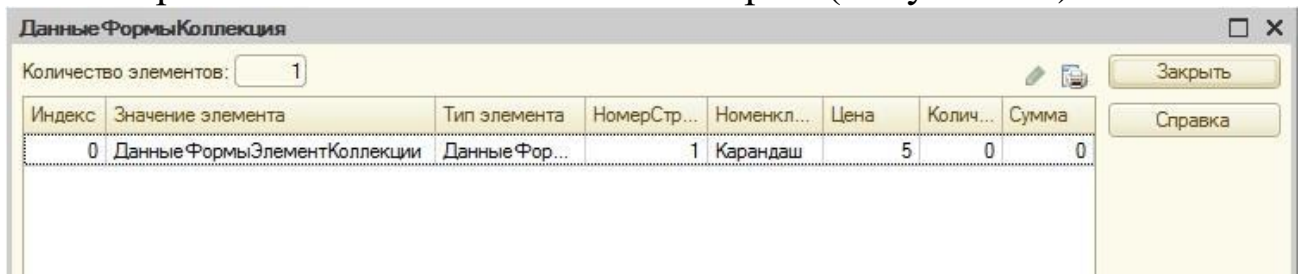 ДанныеФормыКоллекция
Количество элементов: 1
Закрыть
Индекс Значение элемента Тип элемента НомерСтр... Номенкл... Цена Колич... Сумма
Справка
0 ДанныеФормыЭлементКоллекции ДанныеФор... 1 Карандаш 5 0 0